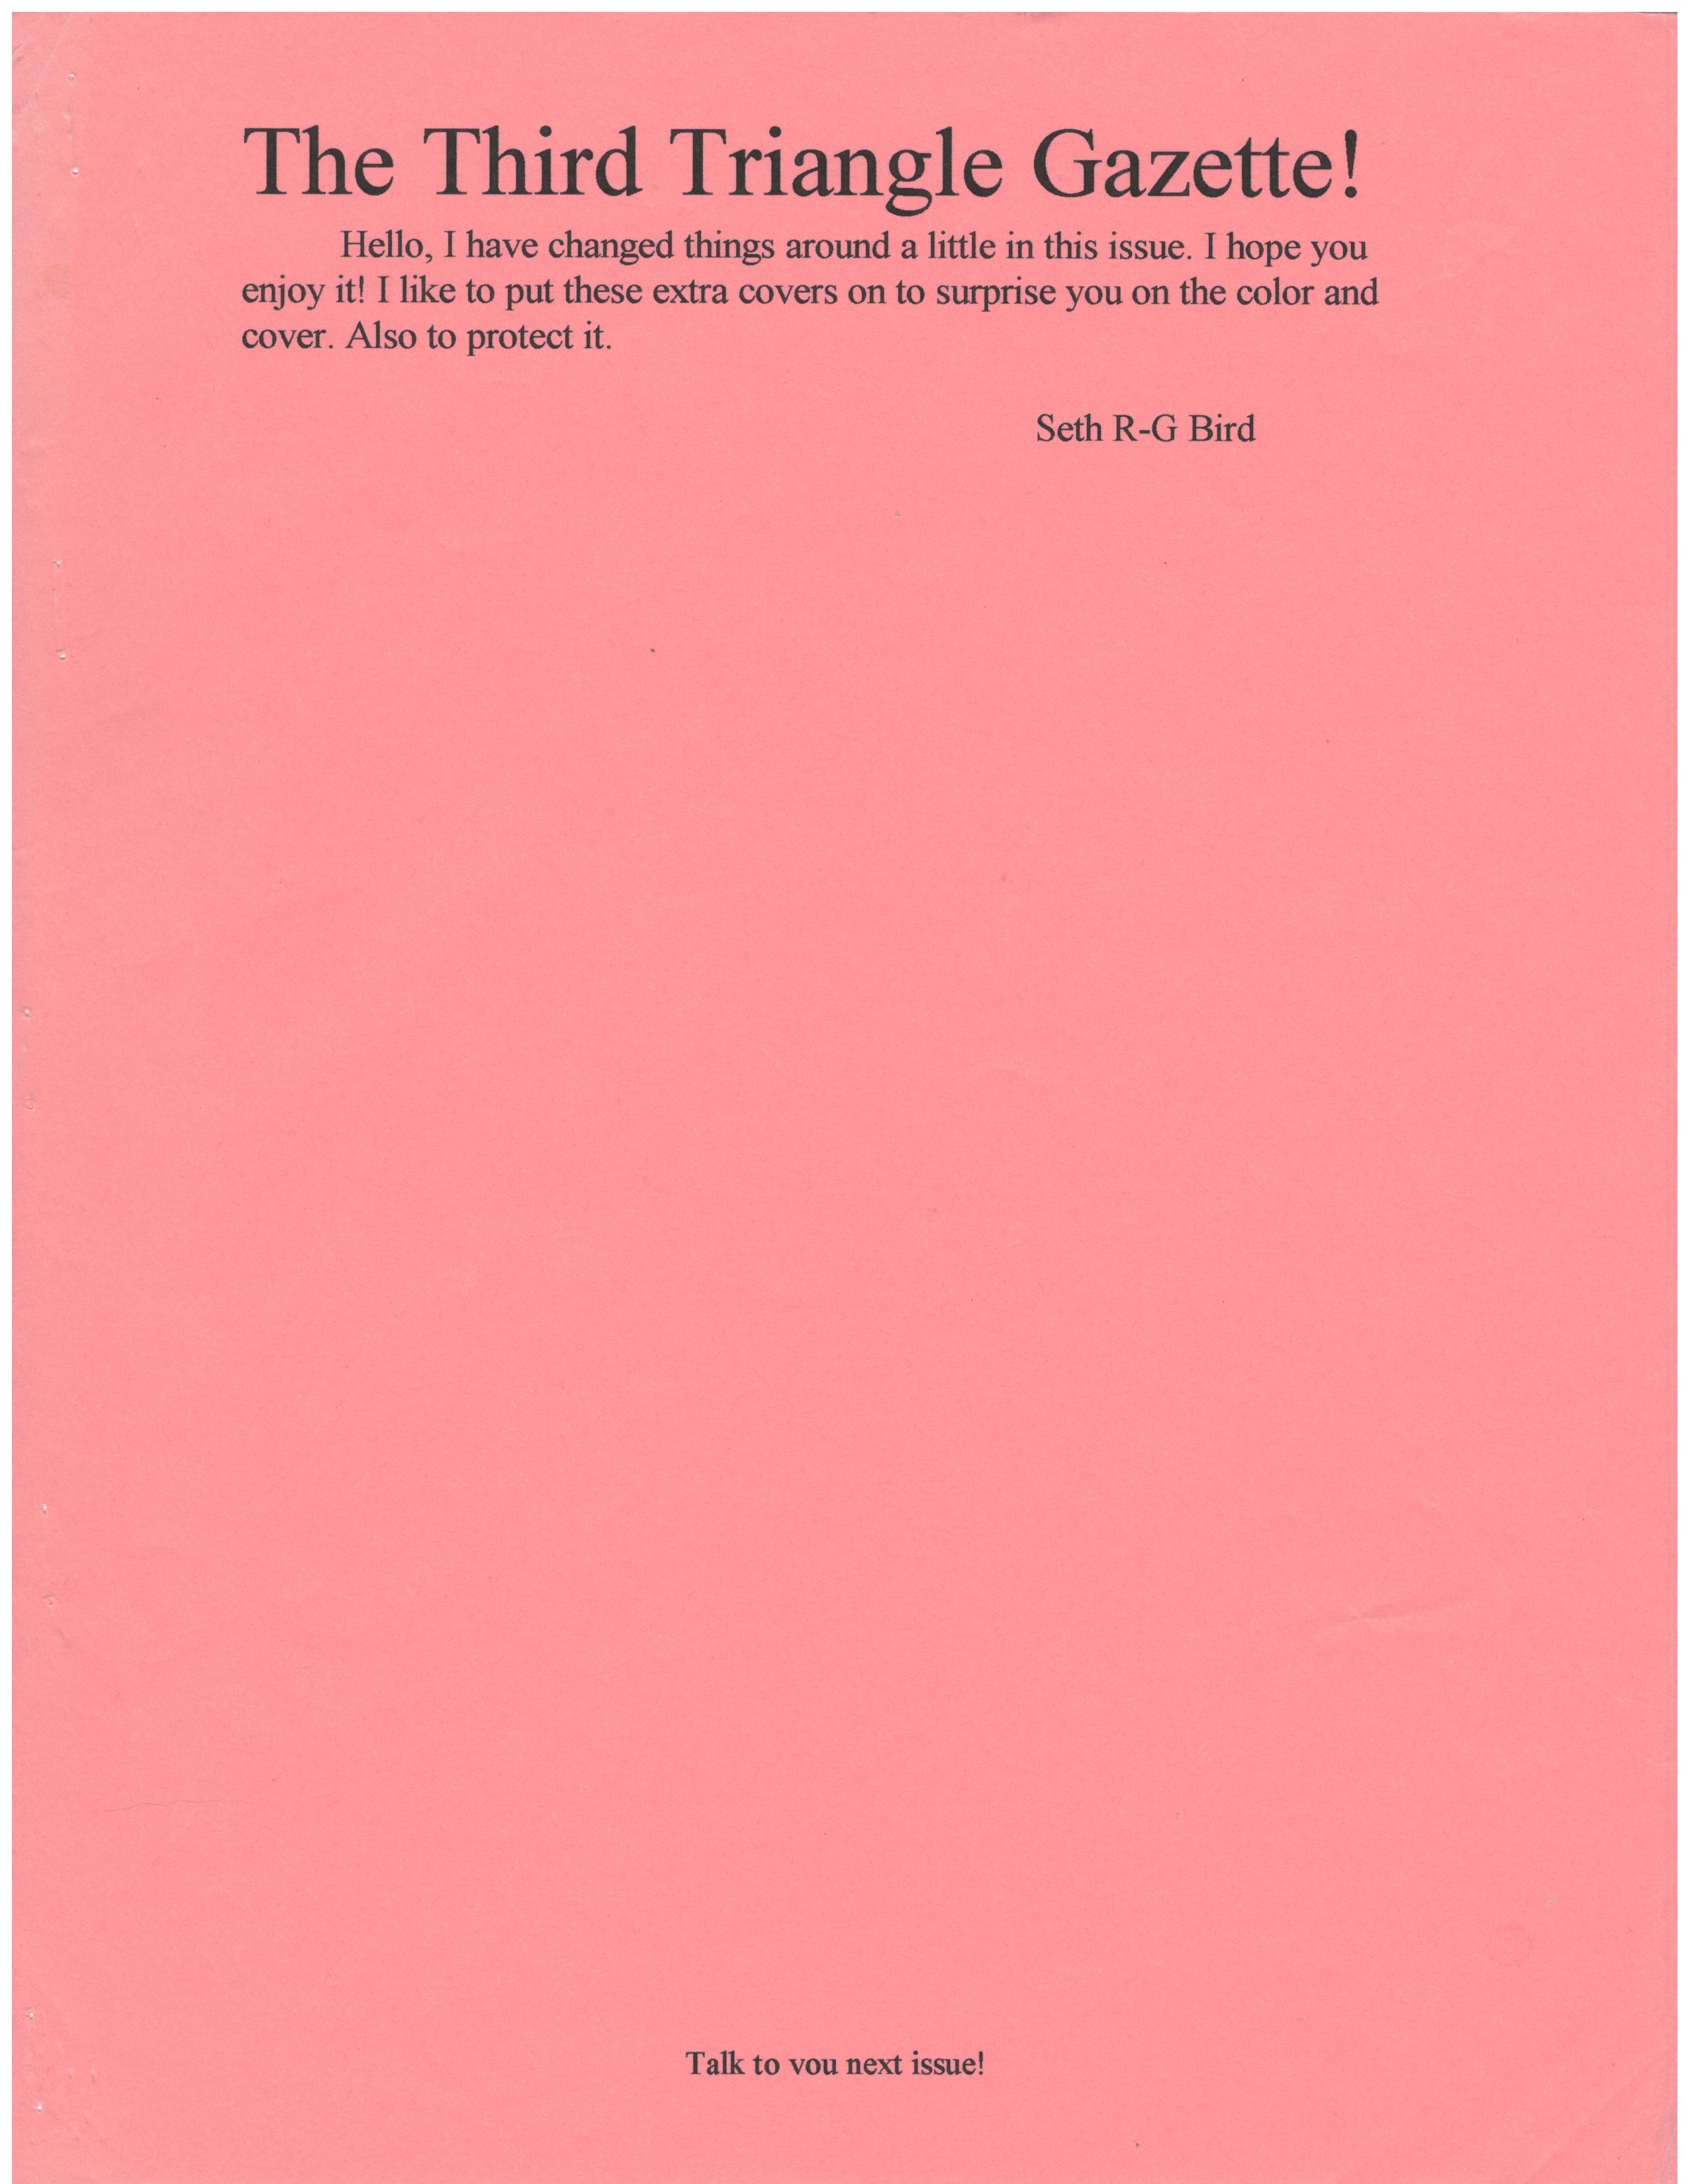 The Third Triangle Gazette!
Hello, I have changed things around a little in this issue. I hope you
enjoy it! I like to put these extra covers on to surprise you on the color and
cover. Also to protect it.
Seth R-G Bird
Talk to vou next issue!